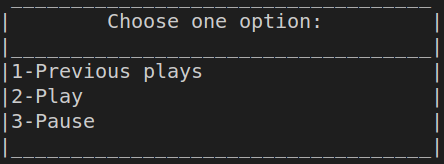 Choose one option:
1-Previous plays
2-Play
3-Pause